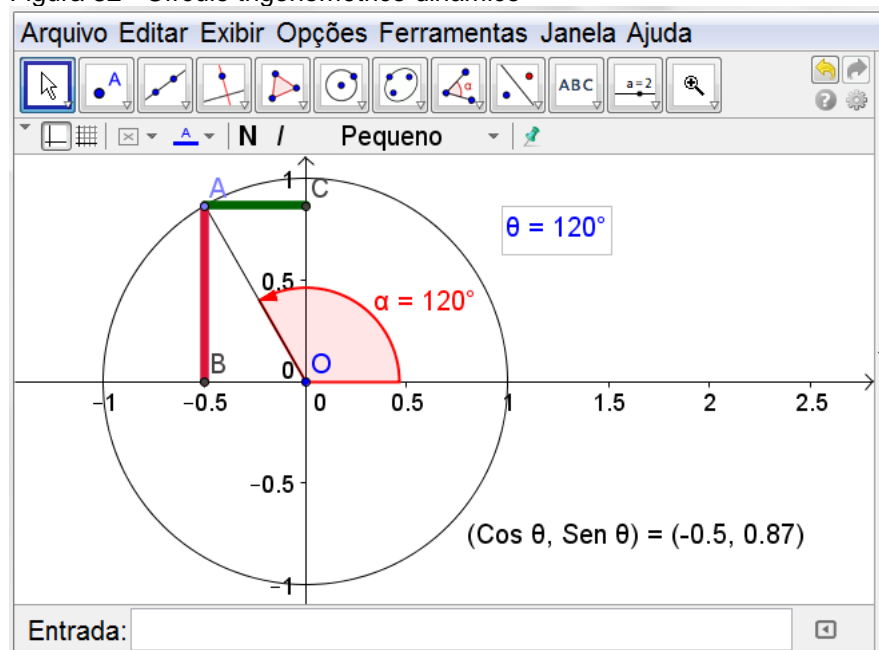 Arquivo Editar Exibir Opções Ferramentas Janela Ajuda
A α ABC a=2
A N I Pequeno
1 C
A
θ = 120°
0.5 α = 120°
B 0 O
−1 −0.5 0 0.5 1 1.5 2 2.5
−0.5
(Cos θ, Sen θ) = (-0.5, 0.87)
−1
Entrada: